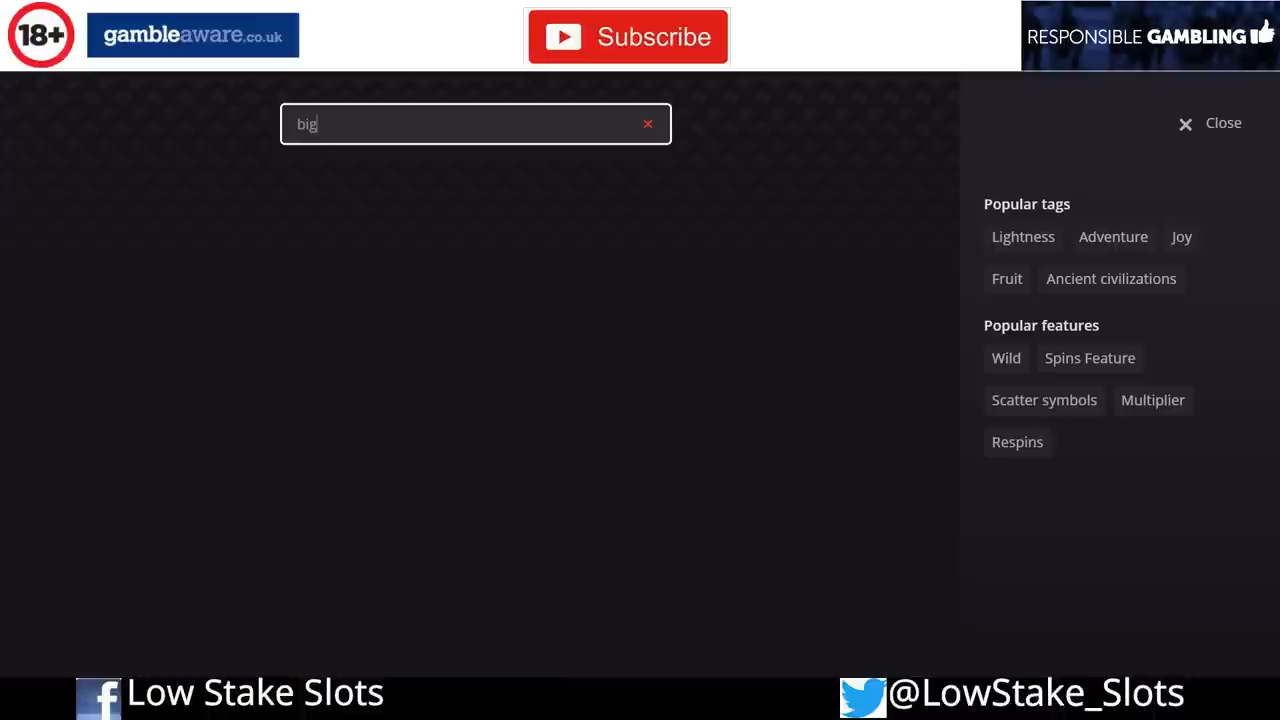 18+
gambleaware.co.uk
Subscribe
RESPONSIBLE GAMBLING
big
Close
Popular tags
Lightness Adventure Joy
Fruit Ancient civilizations
Popular features
Wild Spins Feature
Scatter symbols Multiplier
Respins
Low Stake Slots
@LowStake_Slots